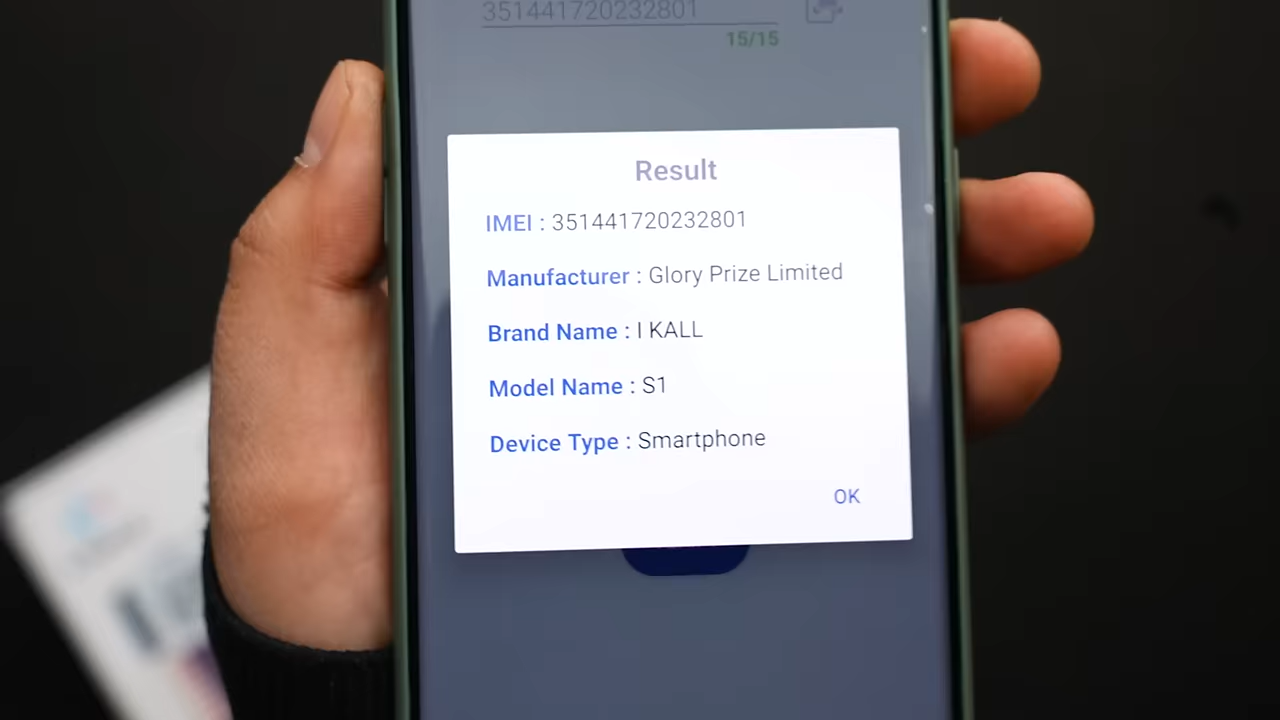 351441720232801
15/15
Result
IMEI : 351441720232801
Manufacturer : Glory Prize Limited
Brand Name : I KALL
Model Name : S1
Device Type : Smartphone
OK